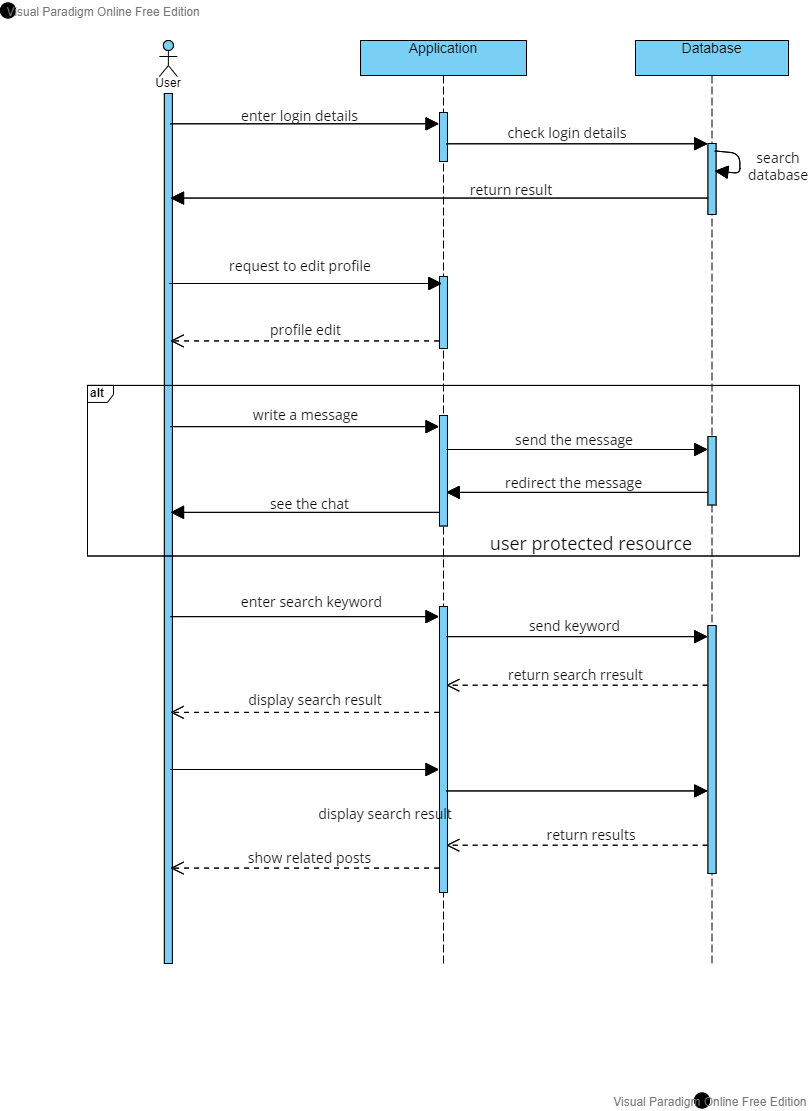 Visual Paradigm Online Free Edition
Application
Database
User
enter login details
check login details
search
database
return result
request to edit profile
profile edit
alt
write a message
send the message
redirect the message
see the chat
user protected resource
enter search keyword
send keyword
return search rresult
display search result
display search result
return results
show related posts
Visual Paradigm Online Free Edition